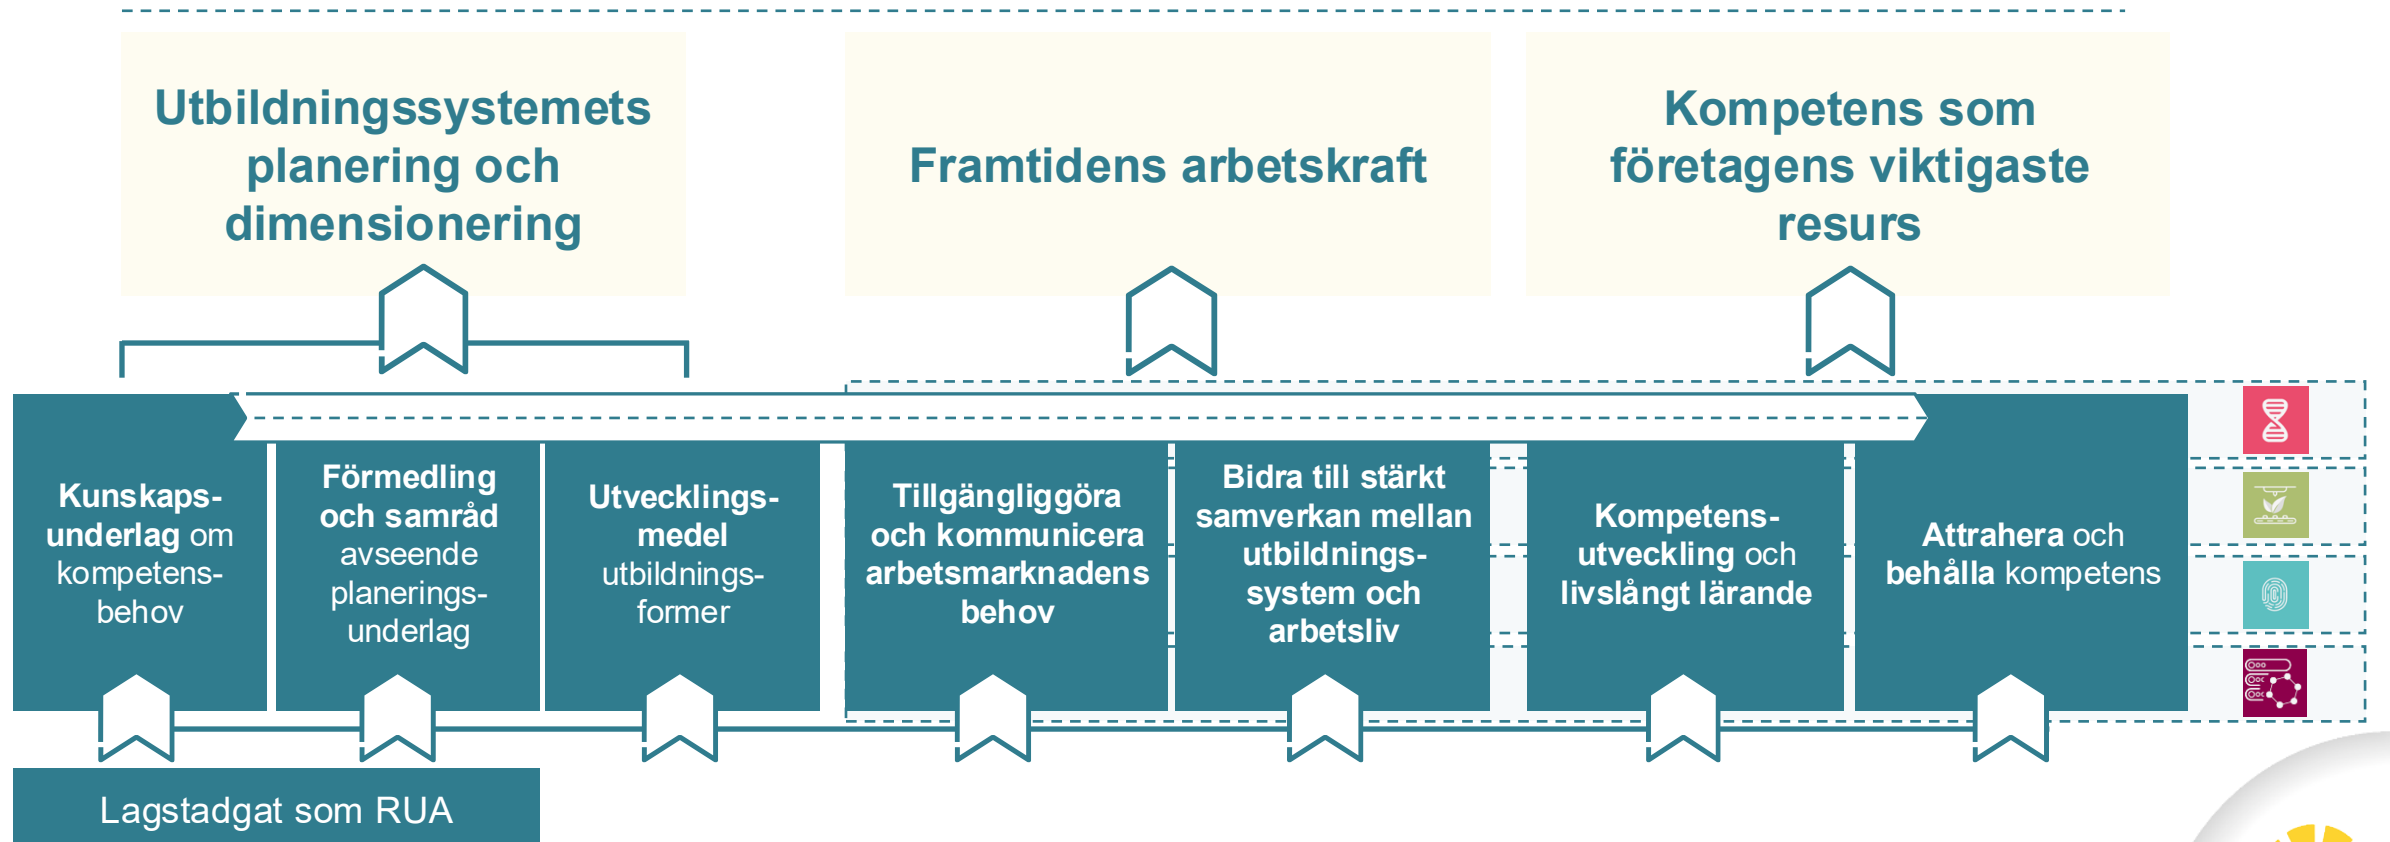 Utbildningssystemets
planering och
dimensionering
Framtidens arbetskraft
Kompetens som
företagens viktigaste
resurs
Kunskaps-
underlag om
kompetens-
behov
Förmedling
och samråd
avseende
planerings-
underlag
Utvecklings-
medel
utbildnings-
former
Tillgängliggöra
och kommunicera
arbetsmarknadens
behov
Bidra till stärkt
samverkan mellan
utbildnings-
system och
arbetsliv
Kompetens-
utveckling och
livslångt lärande
Attrahera och
behålla kompetens
Lagstadgat som RUA